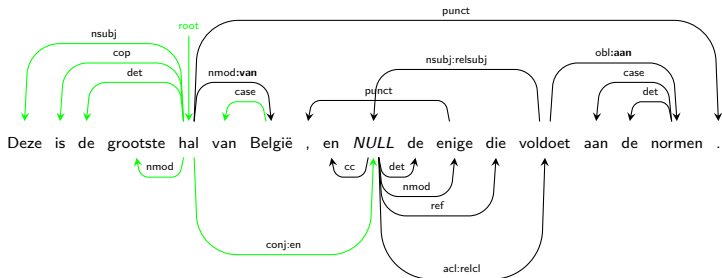 punct
root
nsubj
cop
nsubj:relsubj
obl:aan
det
nmod:van
case
case
punct
det
Deze is de grootste hal van België , en NULL de enige die voldoet aan de normen .
nmod
cc
det
nmod
ref
conj:en
acl:relcl